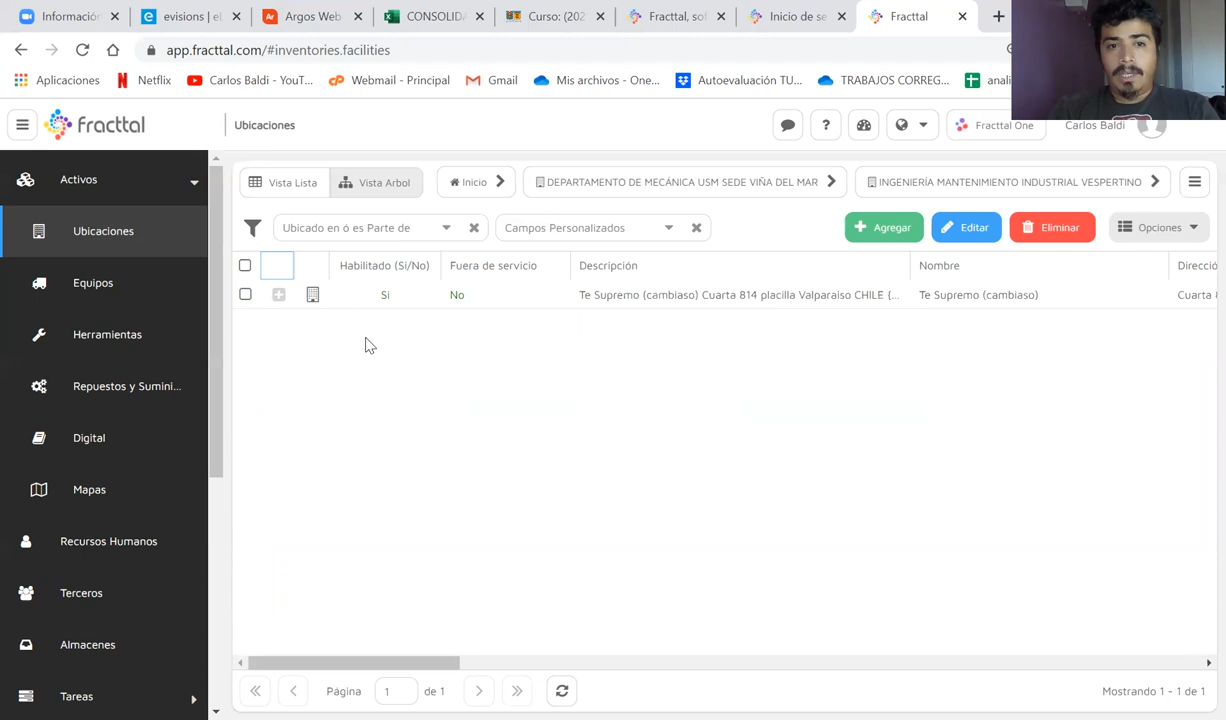 Información
evisions | el
Argos Web
CONSOLIDA
Curso: (202
Fracttal, so
Inicio de se
Fracttal
app.fracttal.com/#inventories.facilities
Aplicaciones
Netflix
Carlos Baldi - YouT...
Webmail - Principal
Gmail
Mis archivos - One...
Autoevaluación TU...
TRABAJOS CORREG...
anali
fracttal
Ubicaciones
?
Fracttal One
Carlos Baldi
Activos
Ubicaciones
Equipos
Herramientas
Repuestos y Sumini...
Digital
Mapas
Recursos Humanos
Terceros
Almacenes
Tareas
Vista Lista
Vista Arbol
Inicio
DEPARTAMENTO DE MECÁNICA USM SEDE VIÑA DEL MAR
INGENIERÍA MANTENIMIENTO INDUSTRIAL VESPERTINO
Ubicado en ó es Parte de
Campos Personalizados
Agregar
Editar
Eliminar
Opciones
Habilitado (Si/No)
Fuera de servicio
Descripción
Nombre
Direcció
Si
No
Te Supremo (cambiaso) Cuarta 814 placilla Valparaiso CHILE {...
Te Supremo (cambiaso)
Cuarta 8
Página
1
de 1
Mostrando 1 - 1 de 1